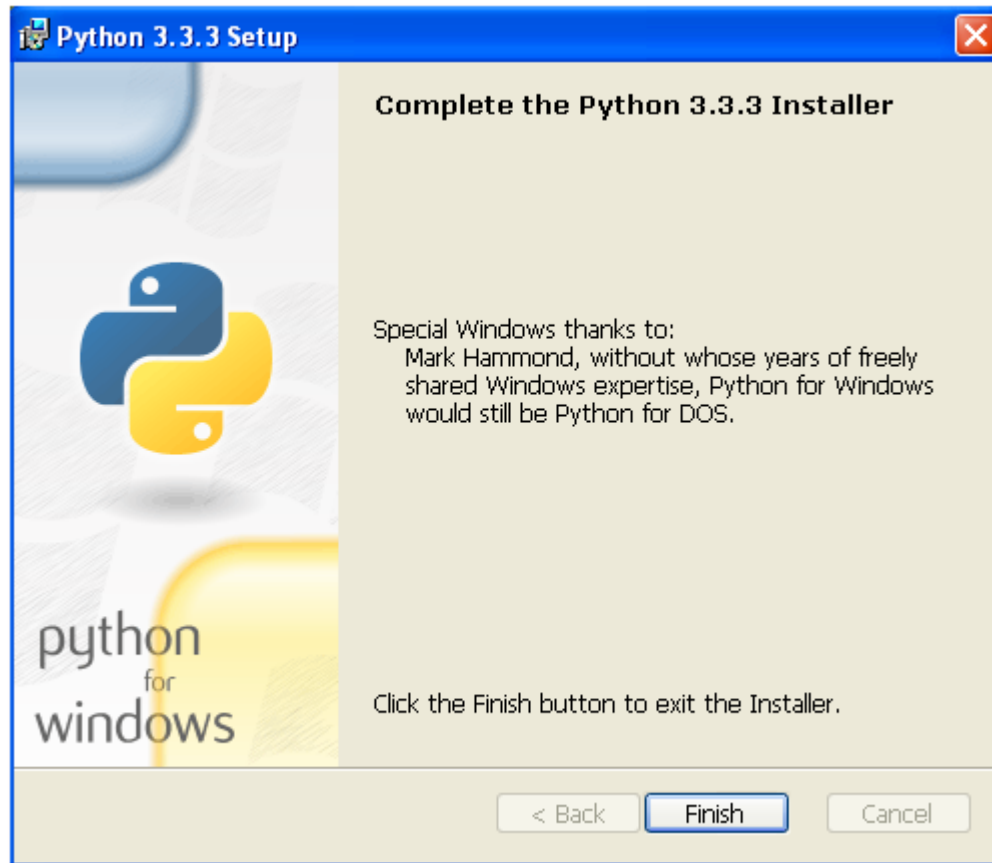 Python 3.3.3 Setup
Complete the Python 3.3.3 Installer
Special Windows thanks to:
Mark Hammond, without whose years of freely
shared Windows expertise, Python for Windows
would still be Python for DOS.
python
for
windows
Click the Finish button to exit the Installer.
< Back
Finish
Cancel